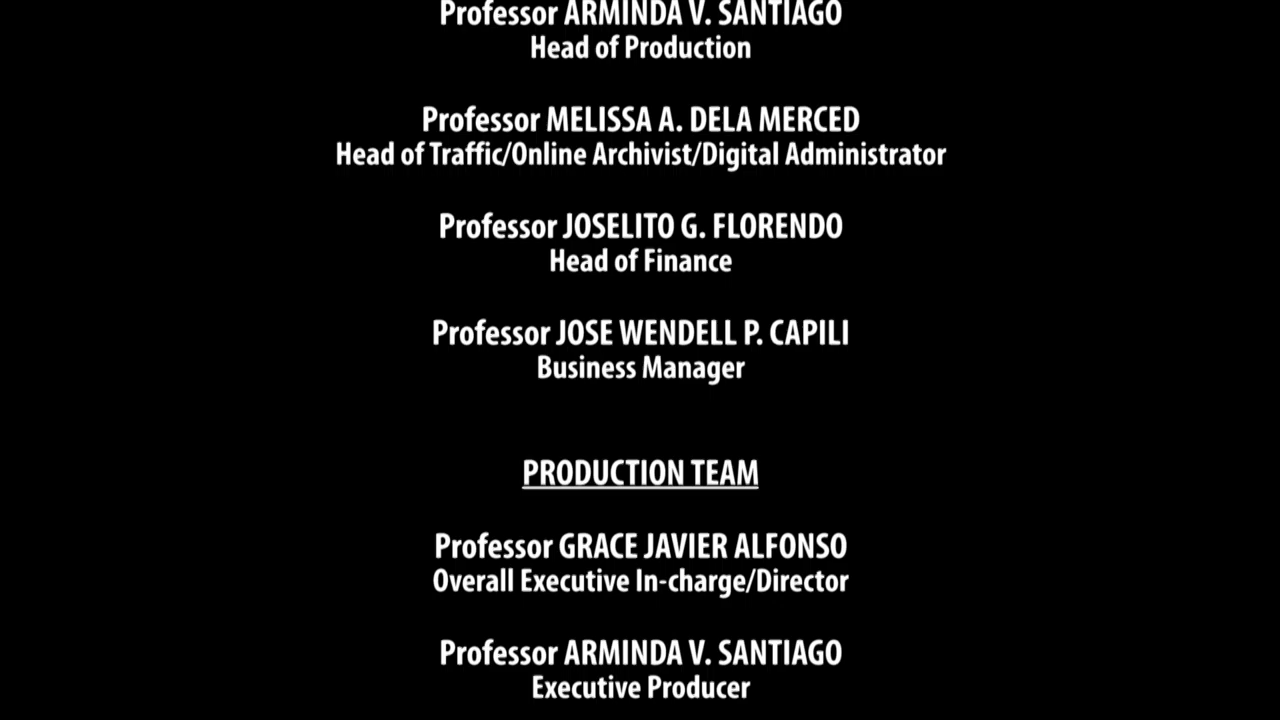 Professor ARMINDA V. SANTIAGO
Head of Production
Professor MELISSA A. DELA MERCED
Head of Traffic/Online Archivist/Digital Administrator
Professor JOSELITO G. FLORENDO
Head of Finance
Professor JOSE WENDELL P. CAPILI
Business Manager
PRODUCTION TEAM
Professor GRACE JAVIER ALFONSO
Overall Executive In-charge/Director
Professor ARMINDA V. SANTIAGO
Executive Producer